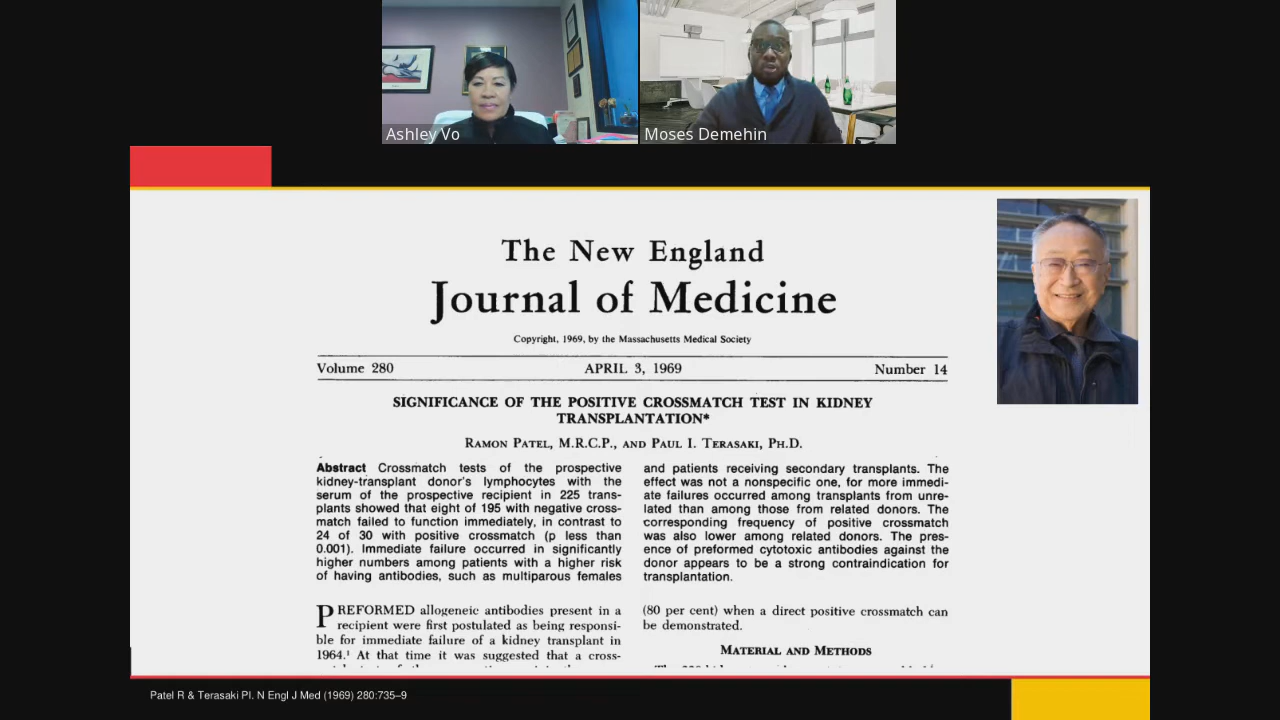 Ashley Vo
Moses Demehin
The New England
Journal of Medicine
Copyright, 1969, by the Massachusetts Medical Society
Volume 280 APRIL 3, 1969 Number 14
SIGNIFICANCE OF THE POSITIVE CROSSMATCH TEST IN KIDNEY
TRANSPLANTATION*
RAMON PATEL, M.R.C.P., AND PAUL I. TERASAKI, PH.D.
Abstract Crossmatch tests of the prospective
kidney-transplant donor's lymphocytes with the
serum of the prospective recipient in 225 trans-
plants showed that eight of 195 with negative cross-
match failed to function immediately, in contrast to
24 of 30 with positive crossmatch (p less than
0.001). Immediate failure occurred in significantly
higher numbers among patients with a higher risk
of having antibodies, such as multiparous females
and patients receiving secondary transplants. The
effect was not a nonspecific one, for more immedi-
ate failures occurred among transplants from unre-
lated than among those from related donors. The
corresponding frequency of positive crossmatch
was also lower among related donors. The pres-
ence of preformed cytotoxic antibodies against the
donor appears to be a strong contraindication for
transplantation.
PREFORMED allogeneic antibodies present in a
recipient were first postulated as being responsi-
ble for immediate failure of a kidney transplant in
1964.¹ At that time it was suggested that a cross-
(80 per cent) when a direct positive crossmatch can
be demonstrated.
MATERIAL AND METHODS
Patel R & Terasaki PI. N Engl J Med (1969) 280:735–9